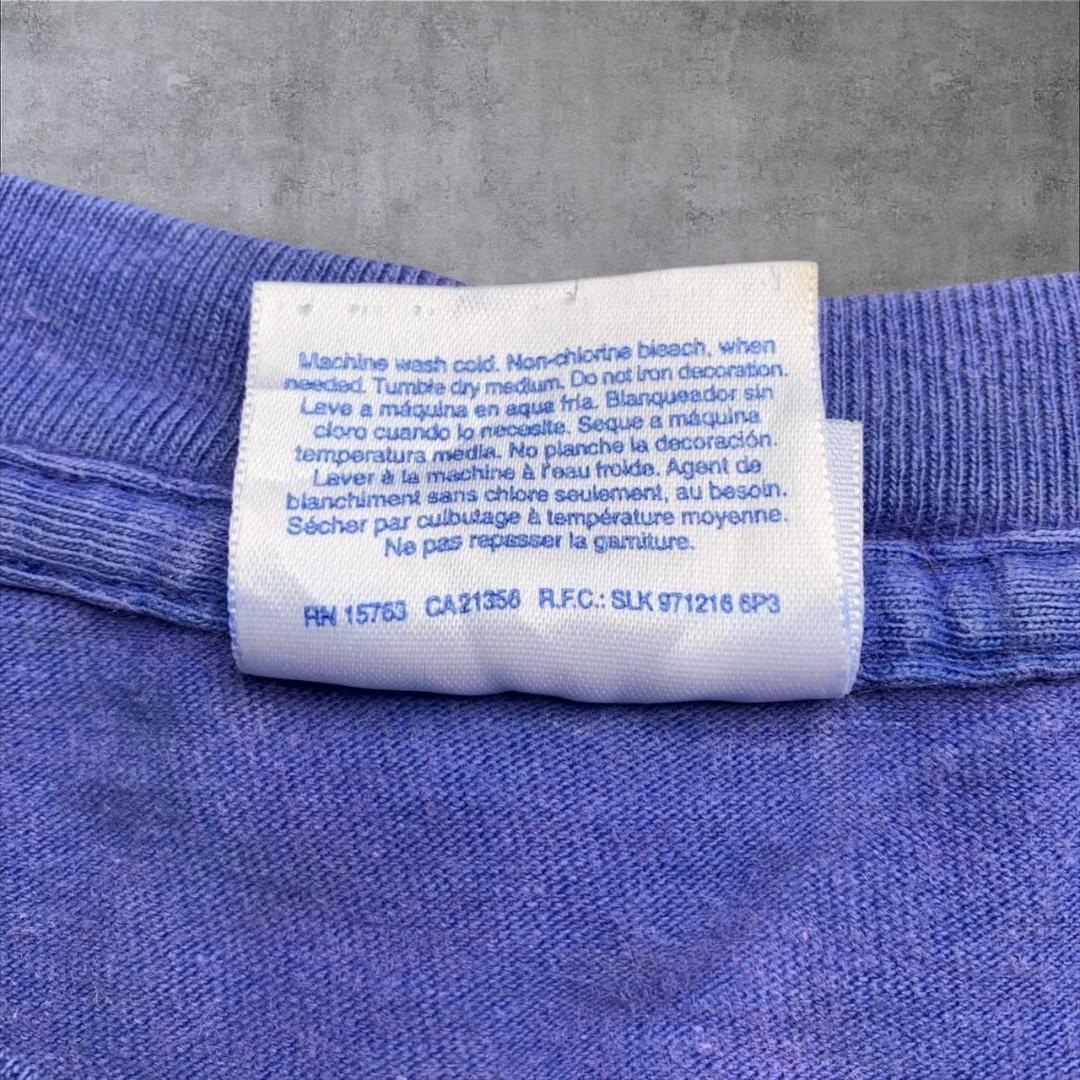 Machine wash cold. Non-chlorine bleach, when
needed. Tumble dry medium. Do not iron decoration.
Lave a máquina en aqua fria. Blanqueador sin
cloro cuando lo necesite. Seque a máquina
temperatura media. No planche la decoración.
Laver à la machine à l'eau froide. Agent de
blanchiment sans chlore seulement, au besoin.
Sécher par culbutage à température moyenne.
Ne pas repasser la garniture.
RN 15763 CA21356 R.F.C.: SLK 971216 6P3